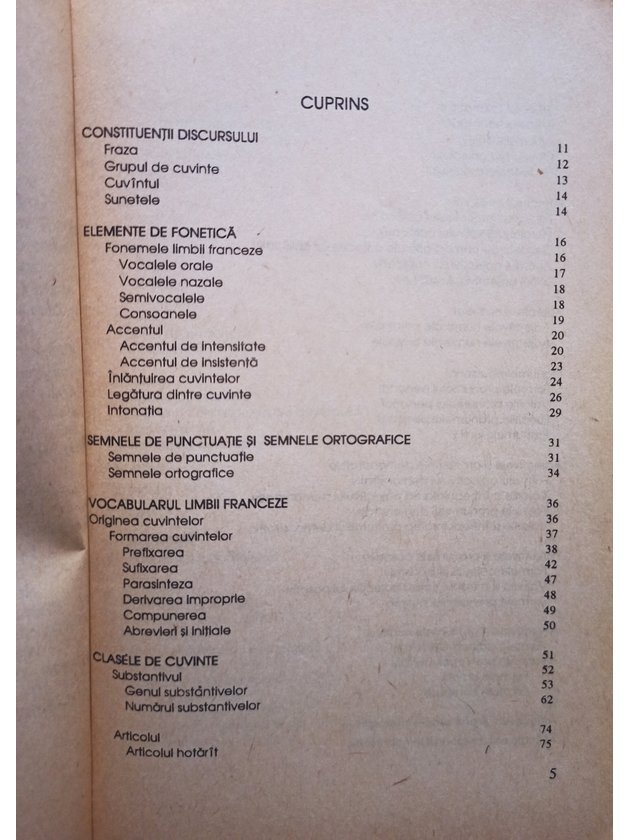 CUPRINS
CONSTITUENȚII DISCURSULUI 11
Fraza 12
Grupul de cuvinte 13
Cuvîntul 14
Sunetele 14
ELEMENTE DE FONETICĂ 16
Fonemele limbii franceze 16
Vocalele orale 17
Vocalele nazale 18
Semivocalele 18
Consoanele 19
Accentul 20
Accentul de intensitate 20
Accentul de insistență 23
Înlănțuirea cuvintelor 24
Legătura dintre cuvinte 26
Intonația 29
SEMNELE DE PUNCTUAȚIE ȘI SEMNELE ORTOGRAFICE 31
Semnele de punctuație 31
Semnele ortografice 34
VOCABULARUL LIMBII FRANCEZE 36
Originea cuvintelor 36
Formarea cuvintelor 37
Prefixarea 38
Sufixarea 42
Parasinteza 47
Derivarea improprie 48
Compunerea 49
Abrevieri și inițiale 50
CLASELE DE CUVINTE 51
Substantivul 52
Genul substantivelor 53
Numărul substantivelor 62
Articolul 74
Articolul hotărît 75
5